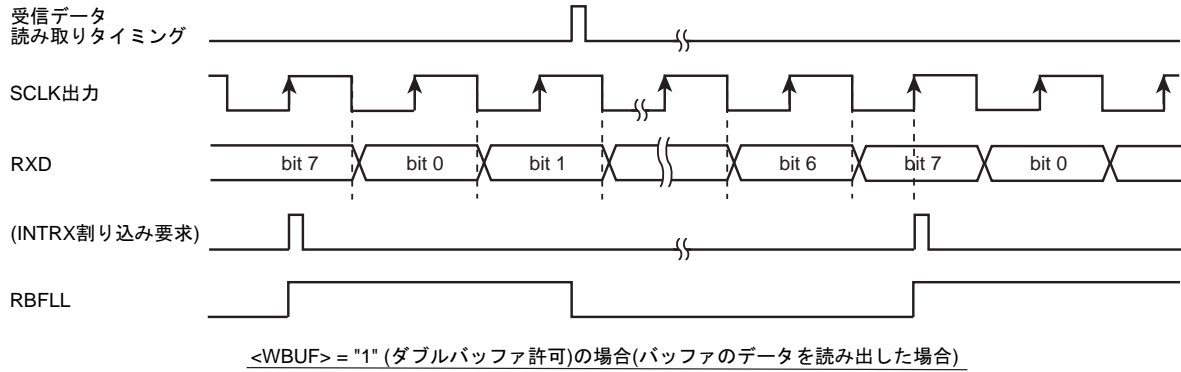 受信データ
読み取りタイミング
SCLK出力
RXD
bit 7 bit 0 bit 1 bit 6 bit 7 bit 0
(INTRX割り込み要求)
RBFLL
<WBUF> = "1" (ダブルバッファ許可)の場合(バッファのデータを読み出した場合)